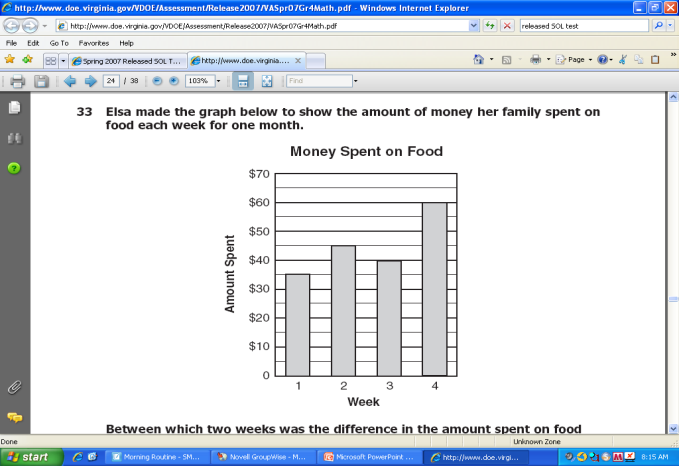 http://www.doe.virginia.gov/VDOE/Assessment/Release2007/VASpr07Gr4Math.pdf - Windows Internet Explorer
http://www.doe.virginia.gov/VDOE/Assessment/Release2007/VASpr07Gr4Math.pdf
released SOL test
File Edit Go To Favorites Help
Spring 2007 Released SOL T...
http://www.doe.virginia....
Page
24 / 38
103%
Find
33 Elsa made the graph below to show the amount of money her family spent on
food each week for one month.
Money Spent on Food
Amount Spent
$70
$60
$50
$40
$30
$20
$10
0
1 2 3 4
Week
Between which two weeks was the difference in the amount spent on food
Done
Unknown Zone
start
Morning Routine - SM...
Novell GroupWise - M...
Microsoft PowerPoint ...
http://www.doe.virgi...
8:15 AM